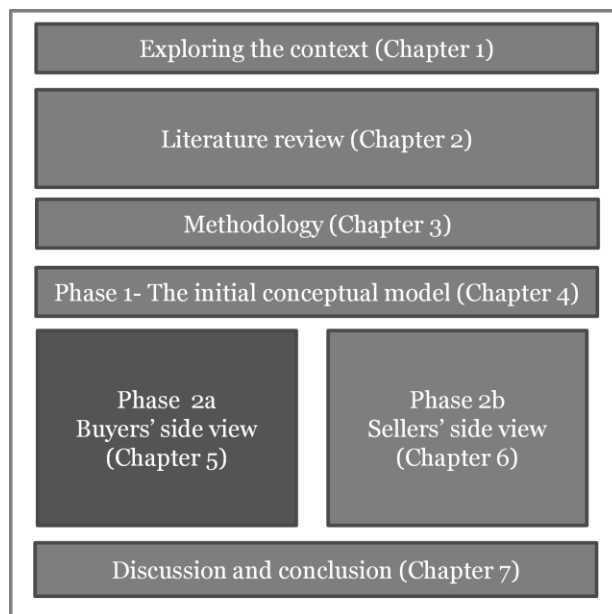 Exploring the context (Chapter 1)
Literature review (Chapter 2)
Methodology (Chapter 3)
Phase 1- The initial conceptual model (Chapter 4)
Phase 2a
Buyers' side view
(Chapter 5)
Phase 2b
Sellers' side view
(Chapter 6)
Discussion and conclusion (Chapter 7)